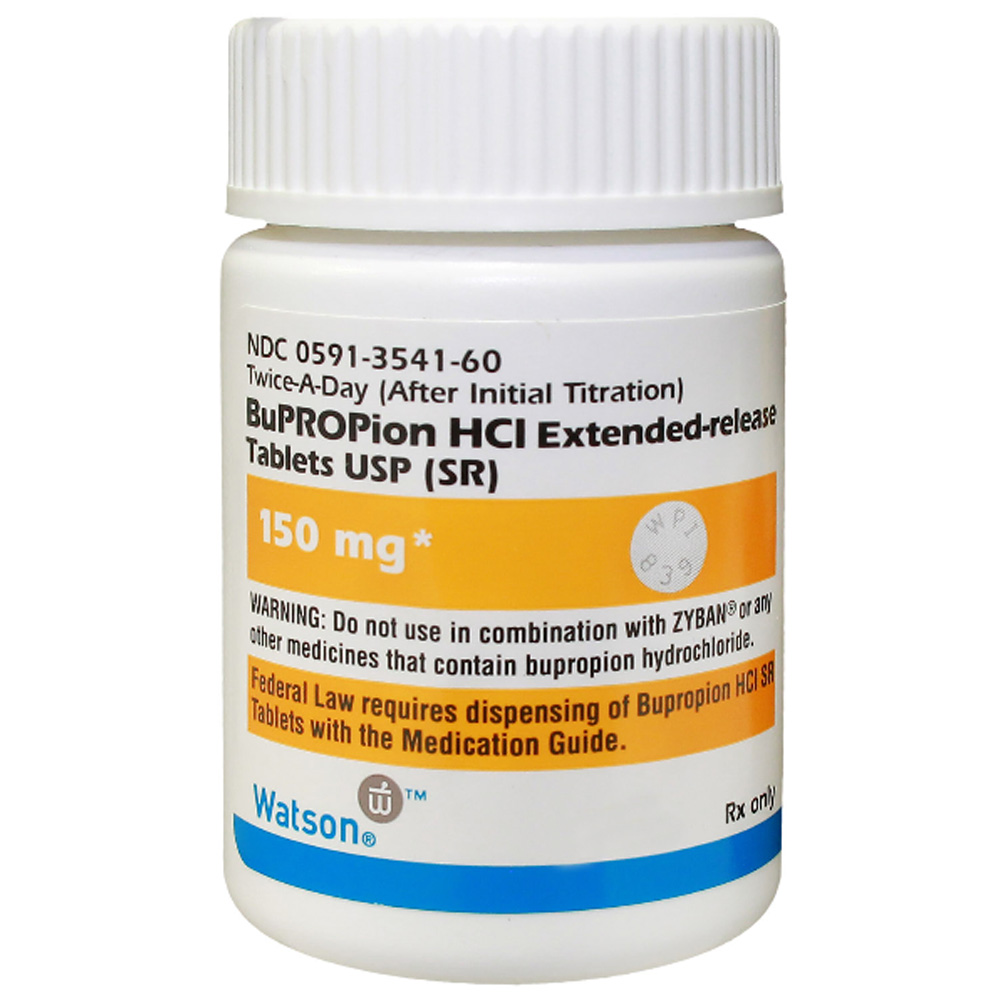 NDC 0591-3541-60
Twice-A-Day (After Initial Titration)
BuPROPion HCl Extended-release
Tablets USP (SR)
150 mg*
WPI
839
WARNING: Do not use in combination with ZYBAN® or any
other medicines that contain bupropion hydrochloride.
Federal Law requires dispensing of Bupropion HCl SR
Tablets with the Medication Guide.
Watson® W™
Rx only